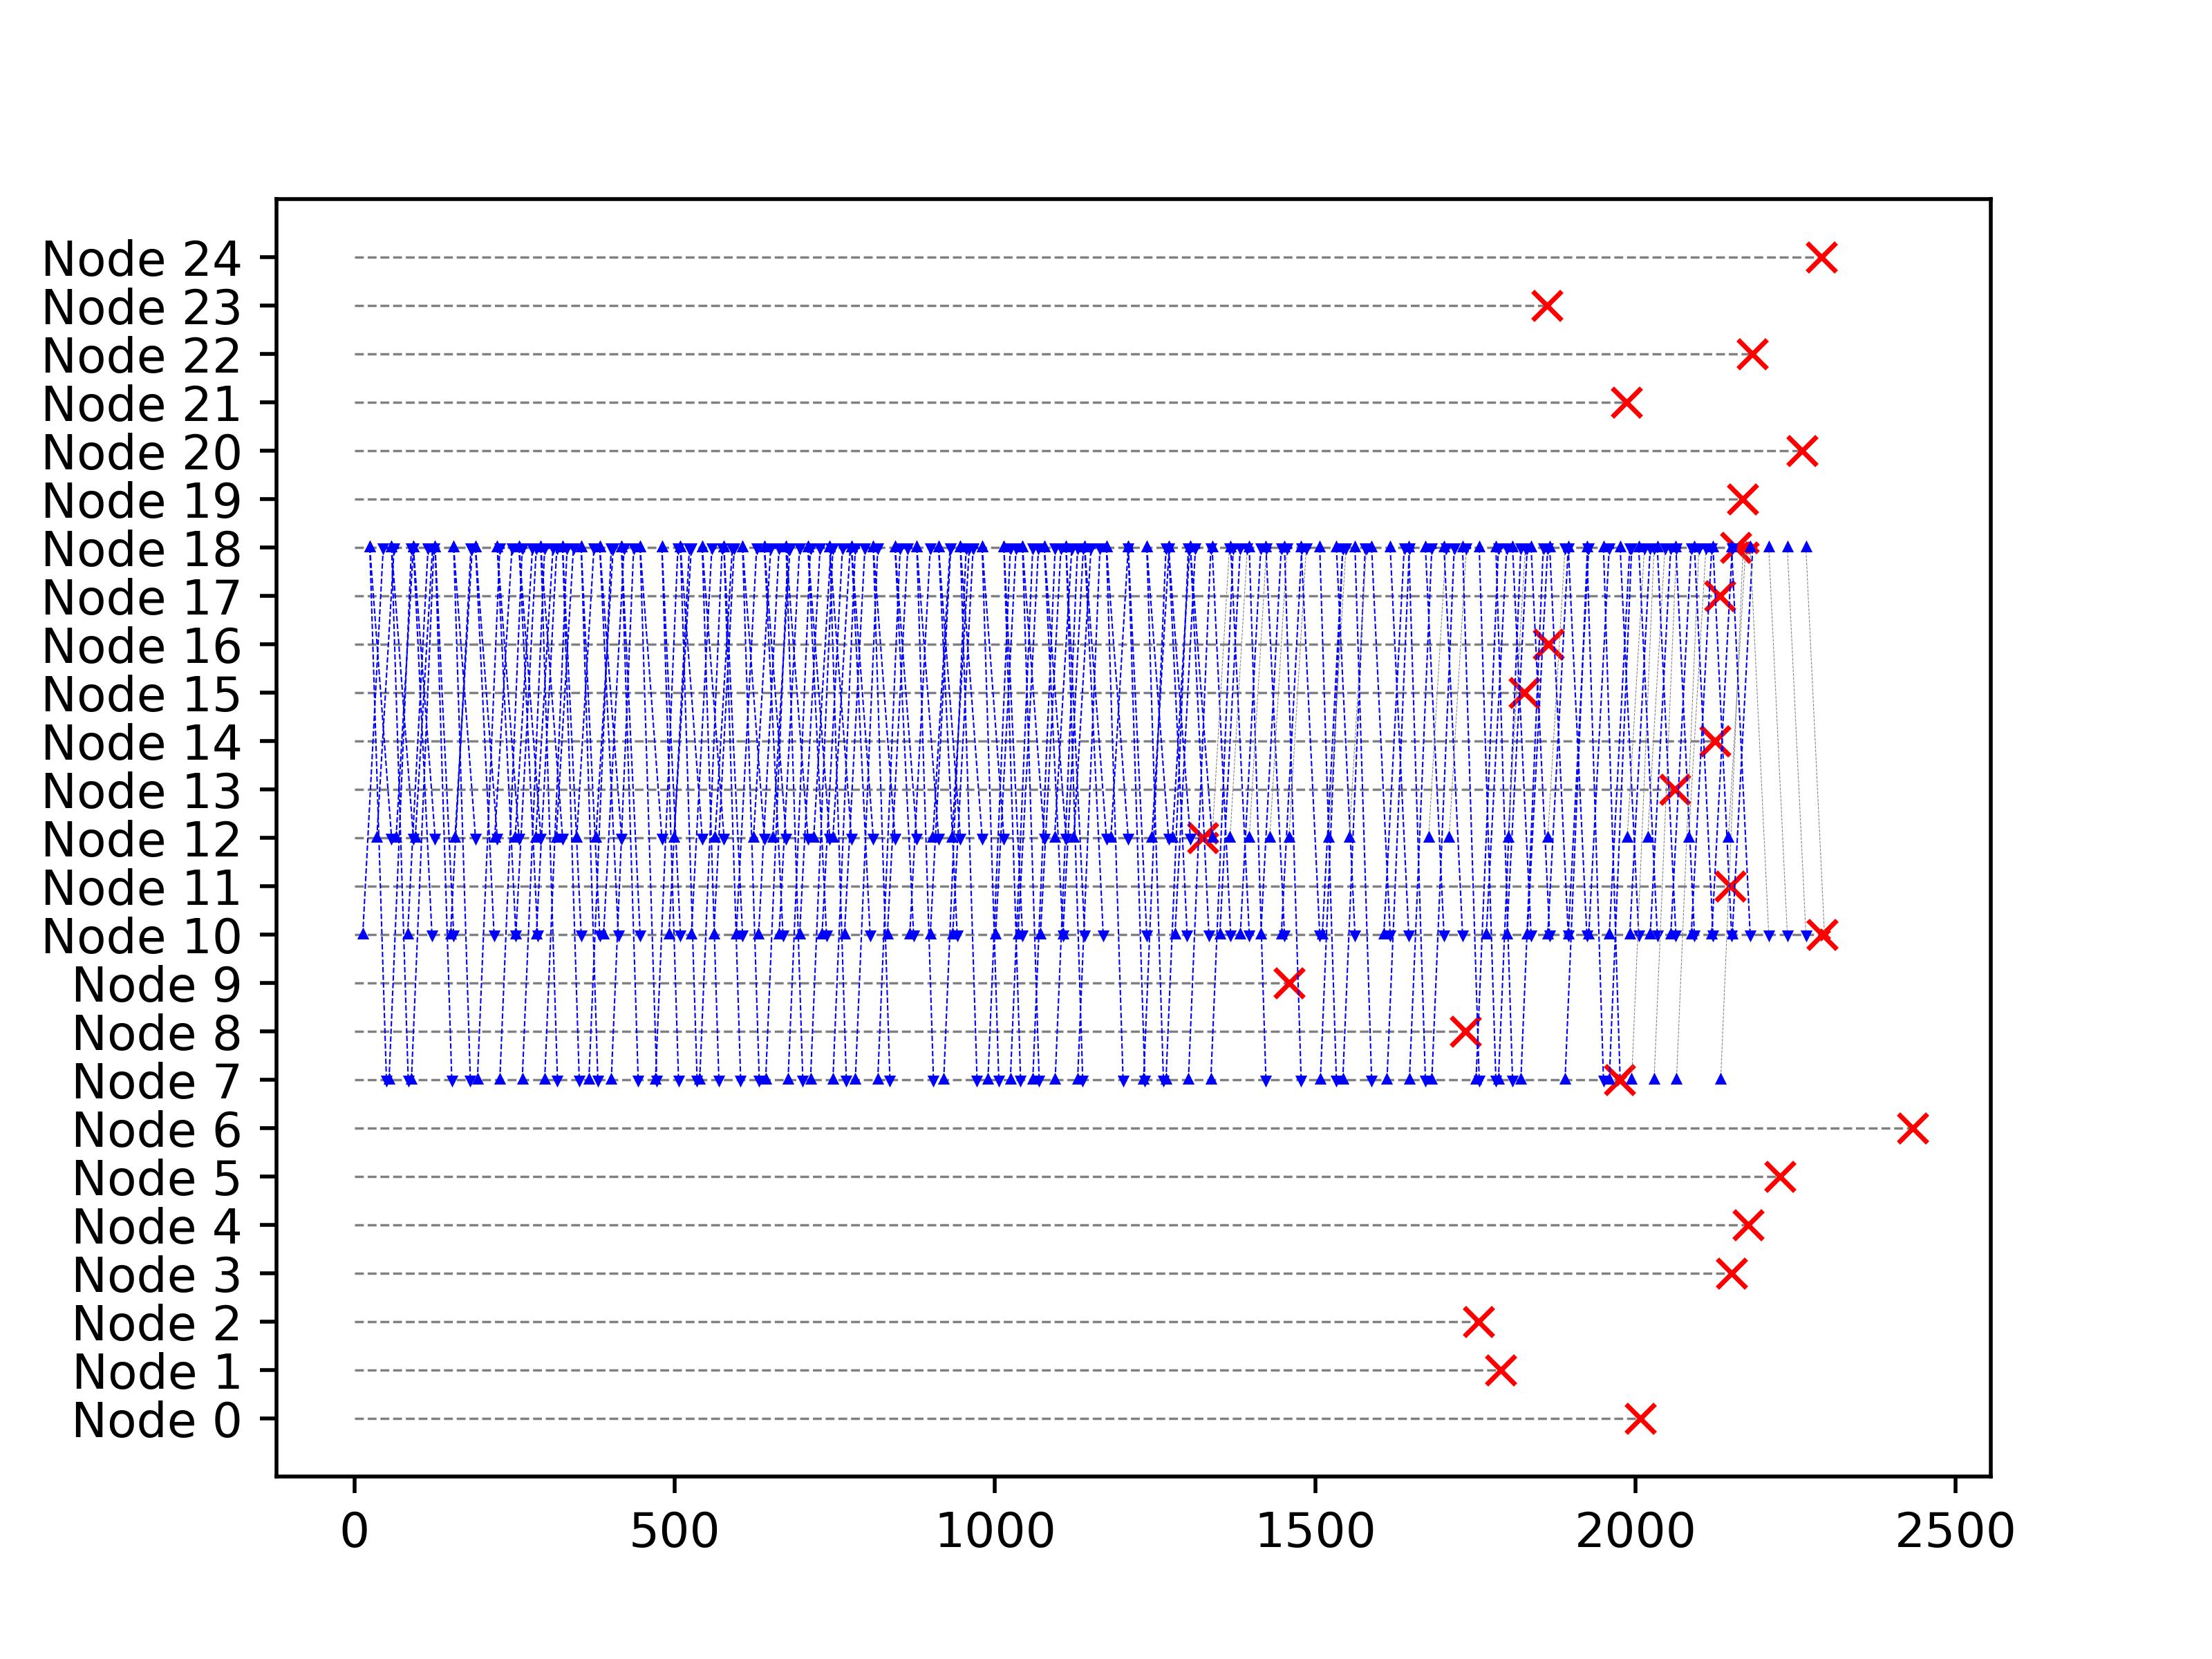 Node 24
Node 23
Node 22
Node 21
Node 20
Node 19
Node 18
Node 17
Node 16
Node 15
Node 14
Node 13
Node 12
Node 11
Node 10
Node 9
Node 8
Node 7
Node 6
Node 5
Node 4
Node 3
Node 2
Node 1
Node 0
0 500 1000 1500 2000 2500